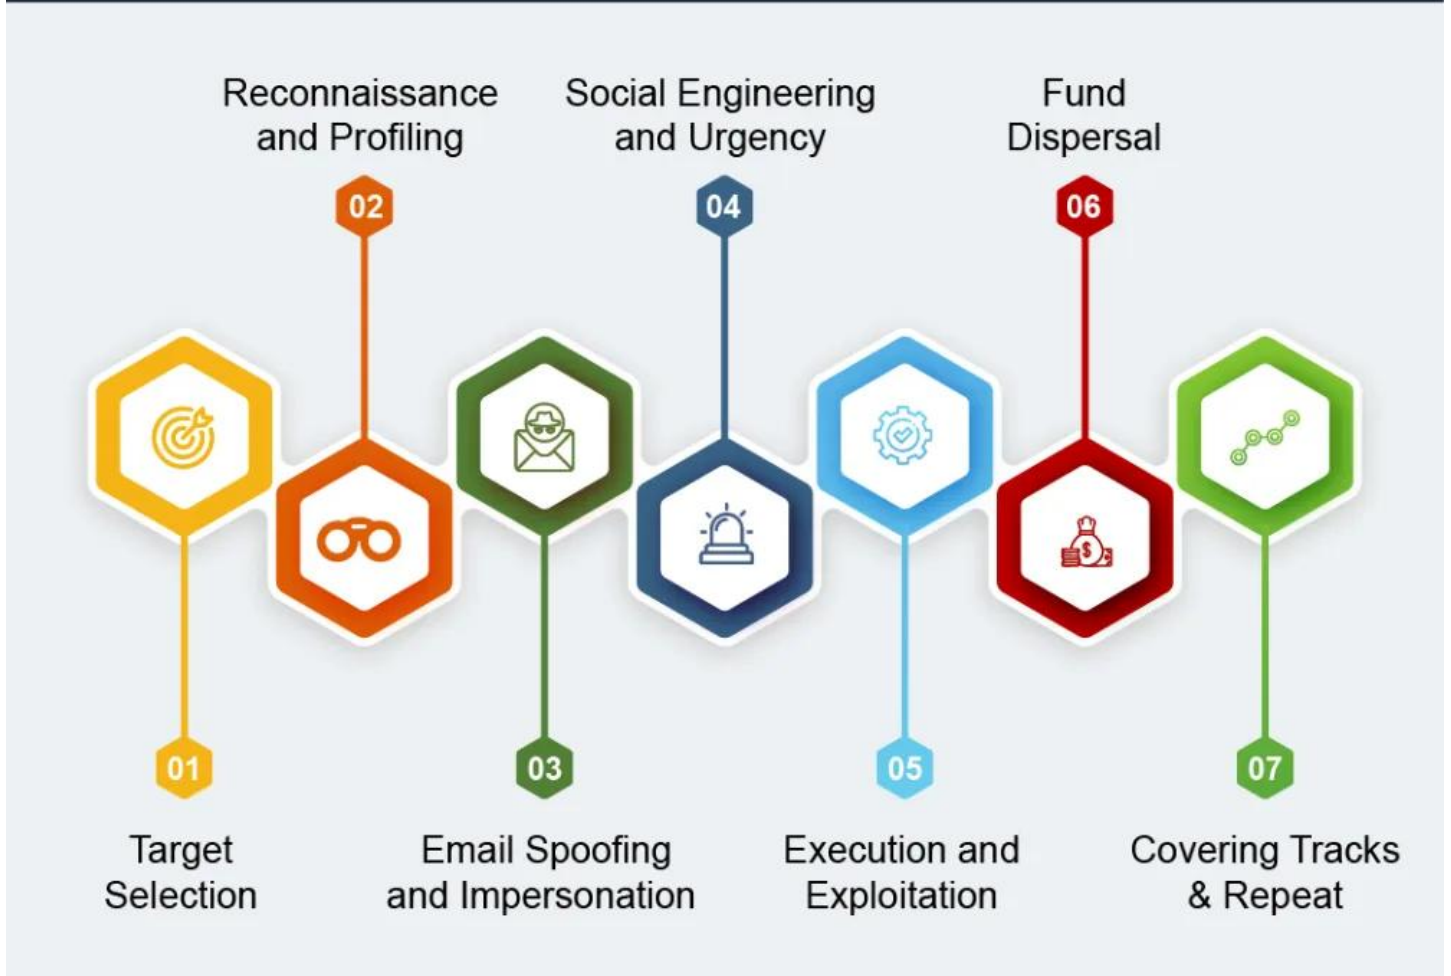 Reconnaissance
and Profiling
02
Social Engineering
and Urgency
04
Fund
Dispersal
06
$
01
Target
Selection
03
Email Spoofing
and Impersonation
05
Execution and
Exploitation
07
Covering Tracks
& Repeat